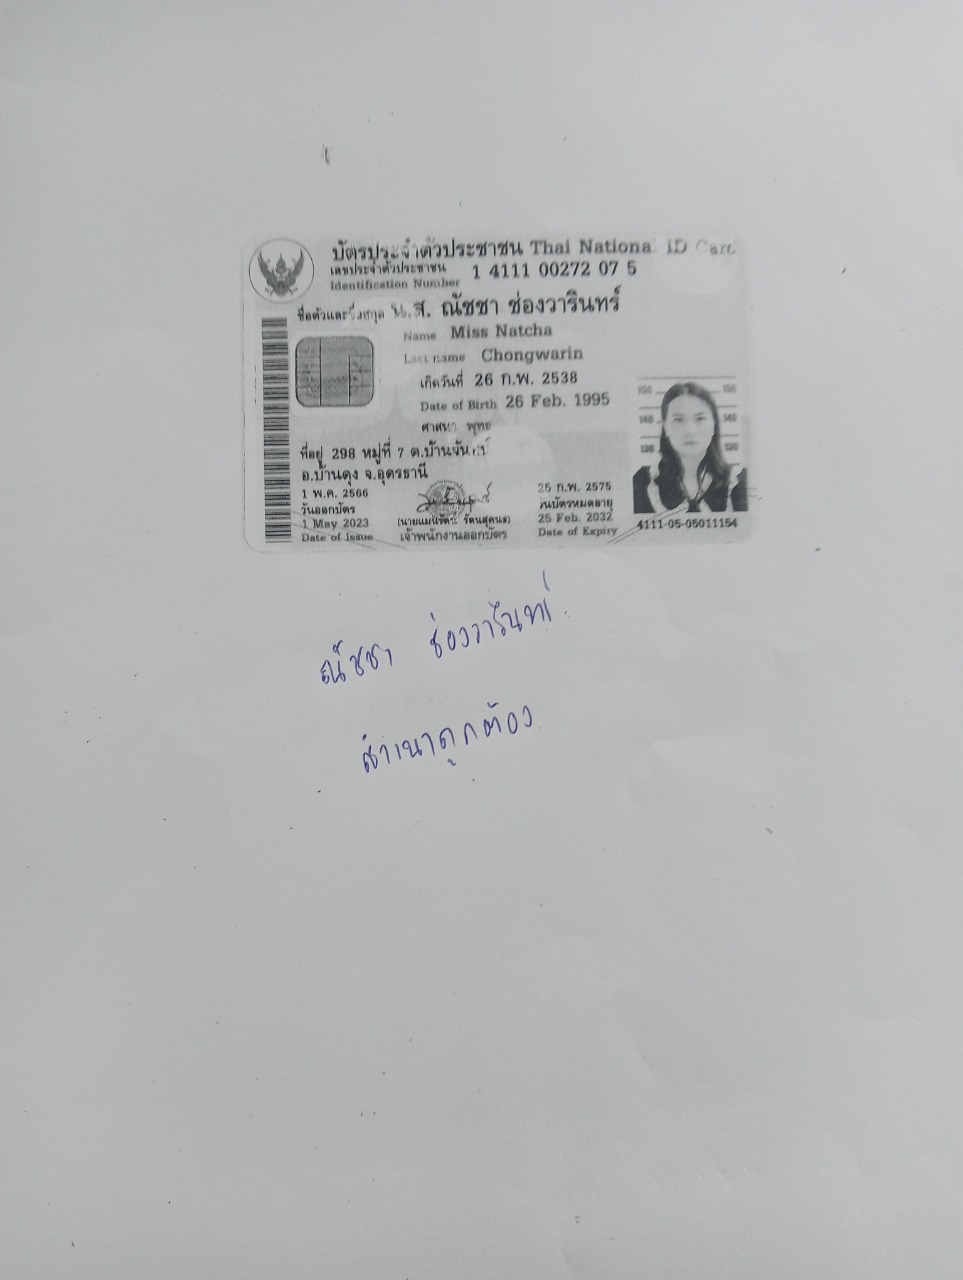 บัตรประจำตัวประชาชน Thai National ID Card
เลขประจำตัวประชาชน 1 4111 00272 07 5
Identification Number
ชื่อตัวและชื่อสกุล น.ส. ณัชชา ช่องวารินทร์
Name Miss Natcha
Last name Chongwarin
เกิดวันที่ 26 ก.พ. 2538
Date of Birth 26 Feb. 1995
ศาสนา พุทธ
ที่อยู่ 298 หมู่ที่ 7
อ.บ้านดุง จ.อุดรธานี
1 พ.ค. 2566
วันออกบัตร
1 May 2023
Date of Issue
เจ้าพนักงานออกบัตร
25 ก.พ. 2575
วันบัตรหมดอายุ
25 Feb. 2032
Date of Expiry
4111-05-05011154
ณัชชา ช่องวารินทร์
สำเนาถูกต้อง